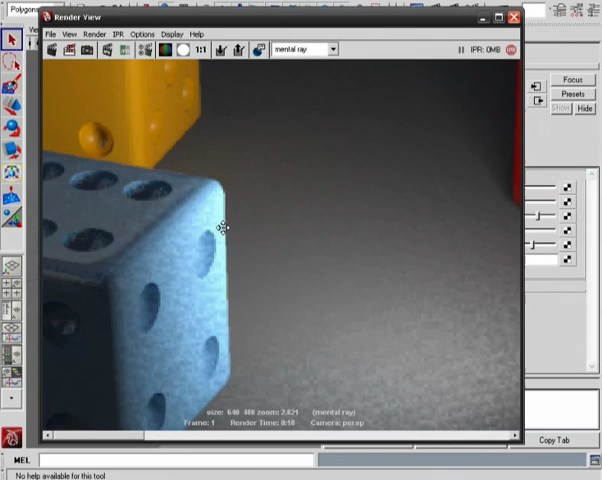 Polygons
Render View
File View Render IPR Options Display Help
1:1 mental ray IPR: 0MB
Focus
Presets
Show Hide
size: 640 480 zoom: 2.821 (mental ray)
Frame: 1 Render Time: 0:10 Camera: persp
Copy Tab
MEL
No help available for this tool